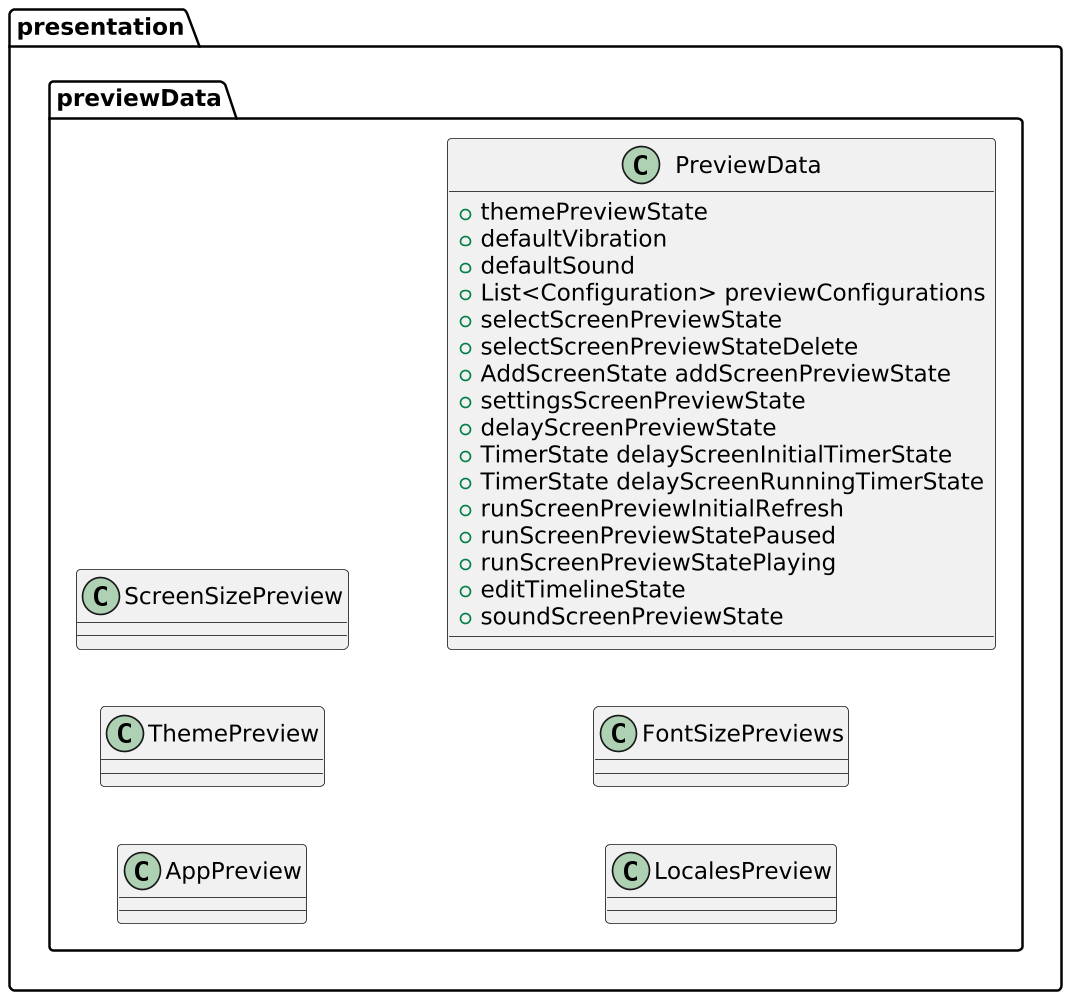 presentation
previewData
C PreviewData
themePreviewState
defaultVibration
defaultSound
List<Configuration> previewConfigurations
selectScreenPreviewState
selectScreenPreviewStateDelete
AddScreenState addScreenPreviewState
settingsScreenPreviewState
delayScreenPreviewState
TimerState delayScreenInitialTimerState
TimerState delayScreenRunningTimerState
runScreenPreviewInitialRefresh
runScreenPreviewStatePaused
runScreenPreviewStatePlaying
editTimelineState
soundScreenPreviewState
C ScreenSizePreview
C ThemePreview
C FontSizePreviews
C AppPreview
C LocalesPreview